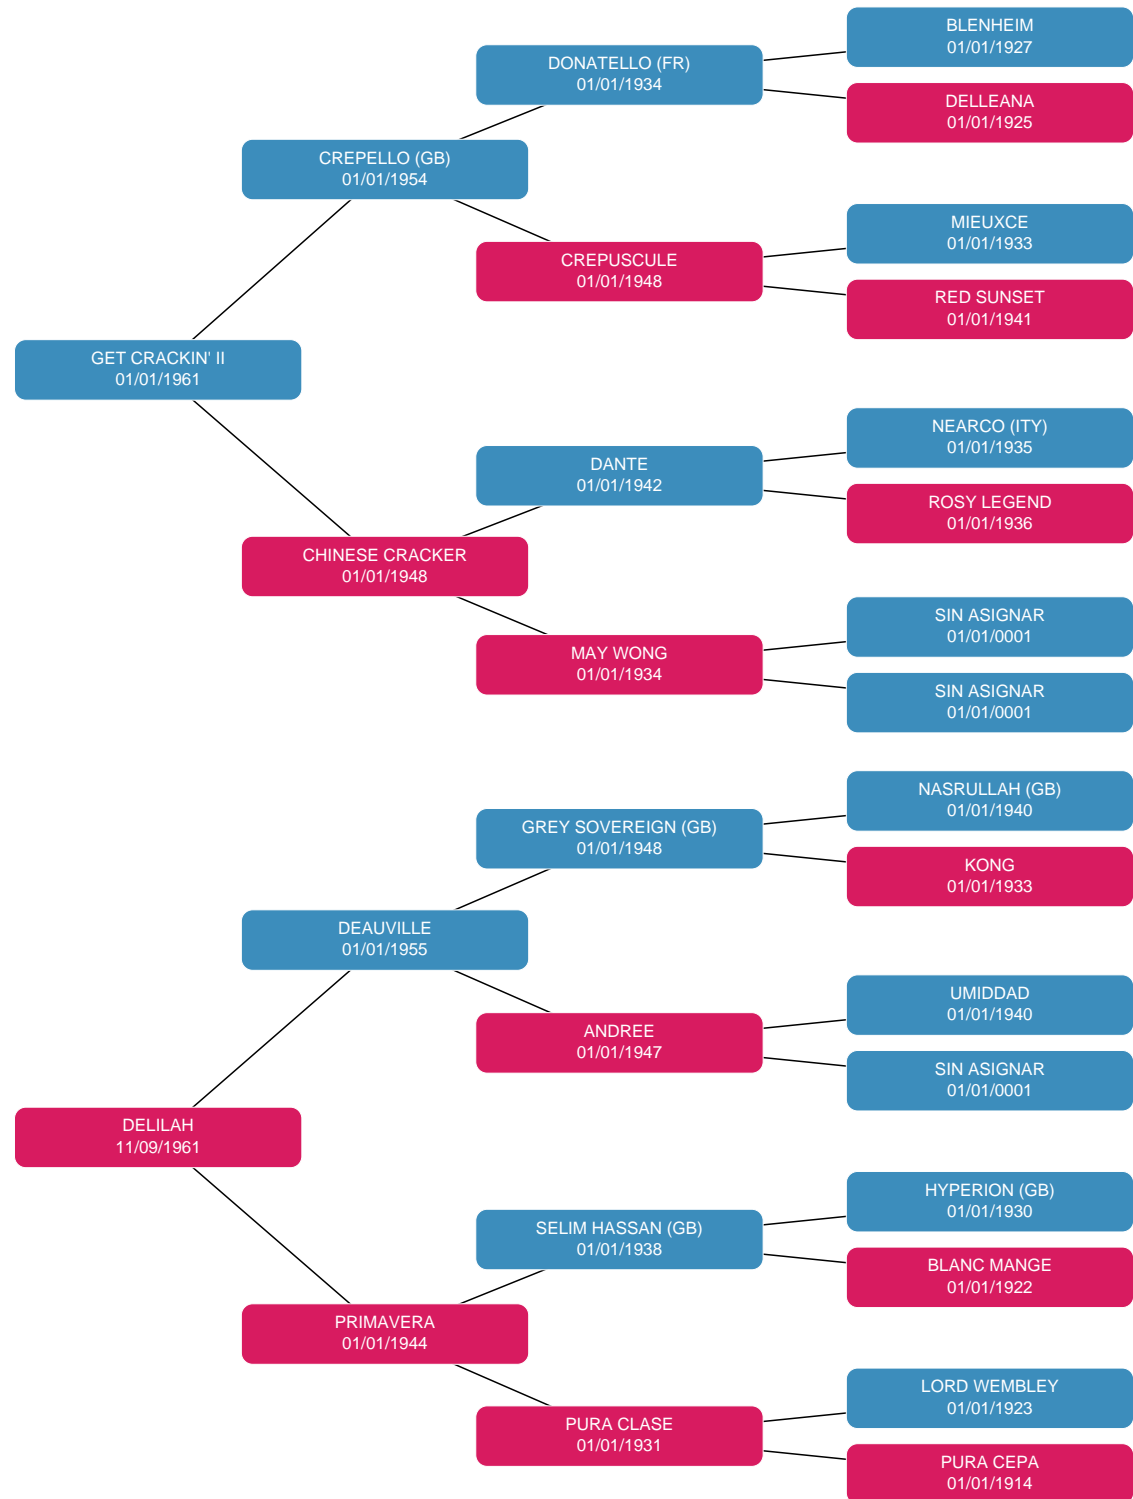 BLENHEIM
01/01/1927
DONATELLO (FR)
01/01/1934
DELLEANA
01/01/1925
CREPELLO (GB)
01/01/1954
MIEUXCE
01/01/1933
CREPUSCULE
01/01/1948
RED SUNSET
01/01/1941
GET CRACKIN' II
01/01/1961
NEARCO (ITY)
01/01/1935
DANTE
01/01/1942
ROSY LEGEND
01/01/1936
CHINESE CRACKER
01/01/1948
SIN ASIGNAR
01/01/0001
MAY WONG
01/01/1934
SIN ASIGNAR
01/01/0001
NASRULLAH (GB)
01/01/1940
GREY SOVEREIGN (GB)
01/01/1948
KONG
01/01/1933
DEAUVILLE
01/01/1955
UMIDDAD
01/01/1940
ANDREE
01/01/1947
SIN ASIGNAR
01/01/0001
DELILAH
11/09/1961
HYPERION (GB)
01/01/1930
SELIM HASSAN (GB)
01/01/1938
BLANC MANGE
01/01/1922
PRIMAVERA
01/01/1944
LORD WEMBLEY
01/01/1923
PURA CLASE
01/01/1931
PURA CEPA
01/01/1914